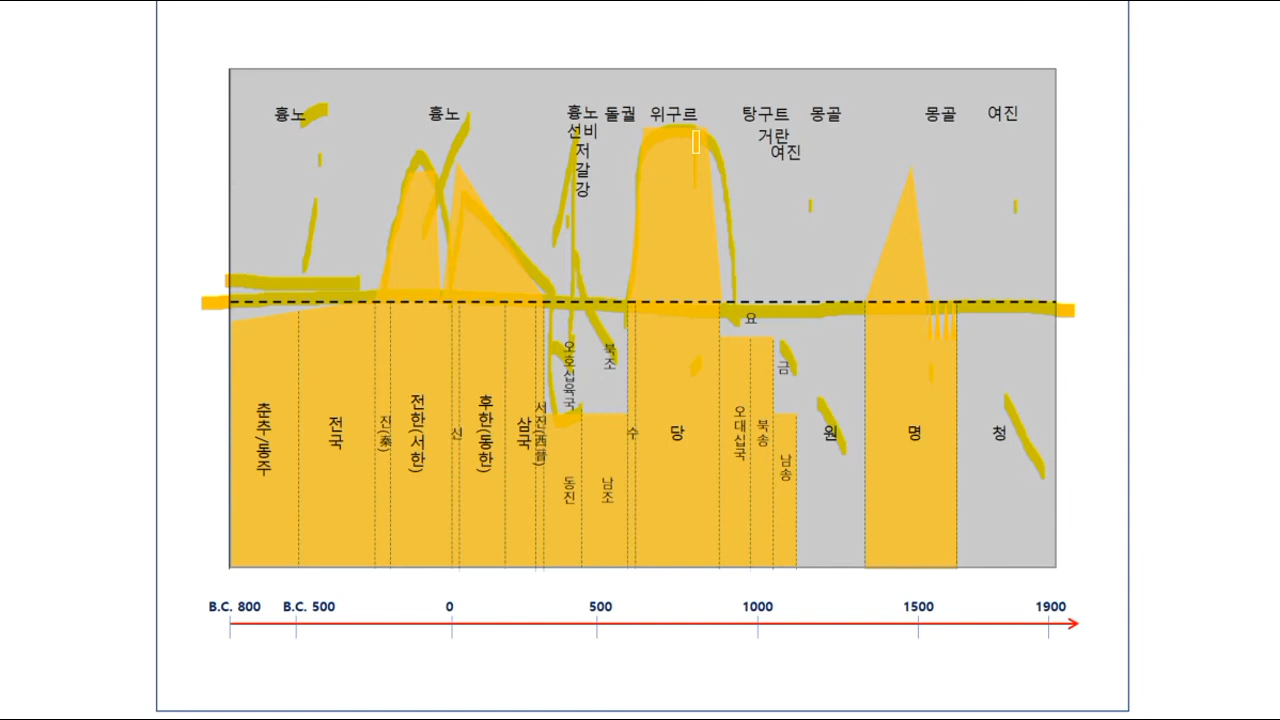 흉노 흉노 흉노 돌궐 위구르 탕구트 몽골 몽골 여진
선비 거란
저 여진
갈
강
요
오호십육국 북조 금
춘추/동주 전국 진(秦) 전한(서한) 신 후한(동한) 삼국 서진(西晉) 수 당 오대십국 북송 원 명 청
동진 남조 남송
B.C. 800 B.C. 500 0 500 1000 1500 1900